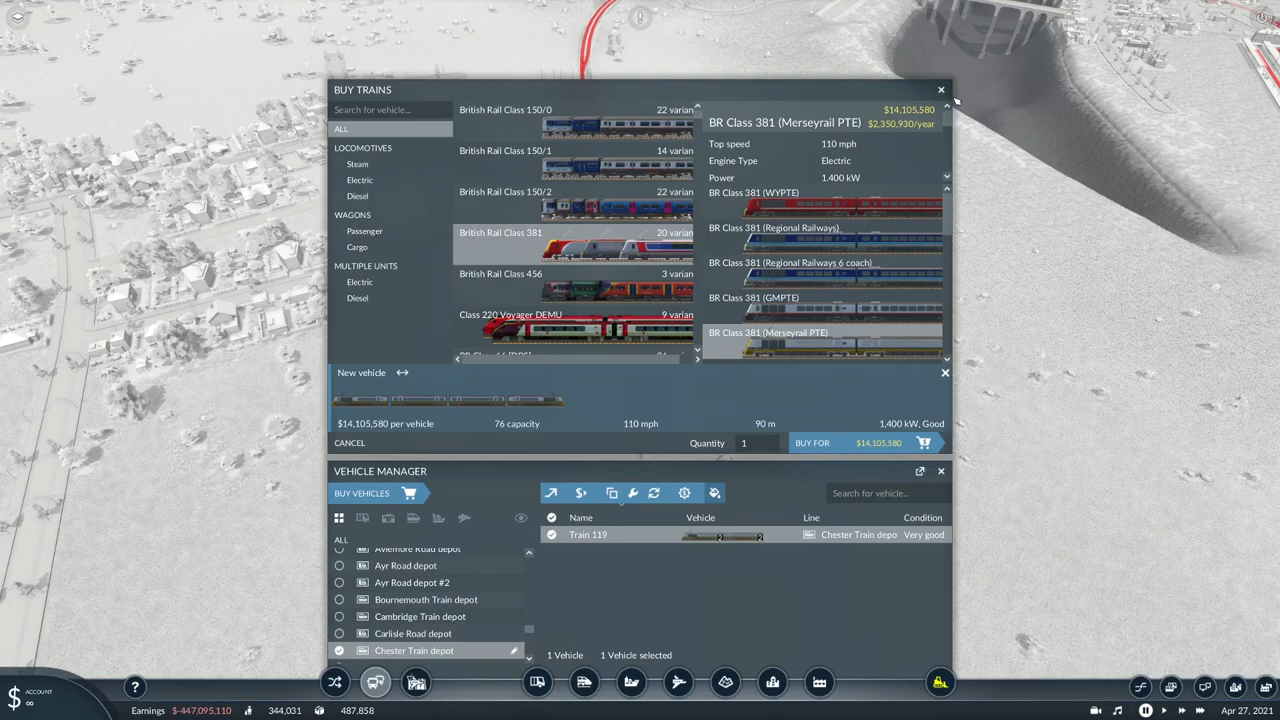 BUY TRAINS
Search for vehicle...
ALL
LOCOMOTIVES
Steam
Electric
Diesel
WAGONS
Passenger
Cargo
MULTIPLE UNITS
Electric
Diesel
British Rail Class 150/0 22 varian
British Rail Class 150/1 14 varian
British Rail Class 150/2 22 varian
British Rail Class 381 20 varian
British Rail Class 456 3 varian
Class 220 Voyager DEMU 9 varian
$14,105,580
BR Class 381 (Merseyrail PTE) $2,350,930/year
Top speed 110 mph
Engine Type Electric
Power 1,400 kW
BR Class 381 (WYPTE)
BR Class 381 (Regional Railways)
BR Class 381 (Regional Railways 6 coach)
BR Class 381 (GMPTE)
BR Class 381 (Merseyrail PTE)
New vehicle
$14,105,580 per vehicle 76 capacity 110 mph 90 m 1,400 kW, Good
CANCEL Quantity 1 BUY FOR $14,105,580
VEHICLE MANAGER
BUY VEHICLES
Search for vehicle...
ALL
Aviemore Road depot
Ayr Road depot
Ayr Road depot #2
Bournemouth Train depot
Cambridge Train depot
Carlisle Road depot
Chester Train depot
Name Vehicle Line Condition
Train 119 2 2 Chester Train depo Very good
1 Vehicle 1 Vehicle selected
$ ACCOUNT
∞
?
Earnings $-447,095,110 344,031 487,858
Apr 27, 2021